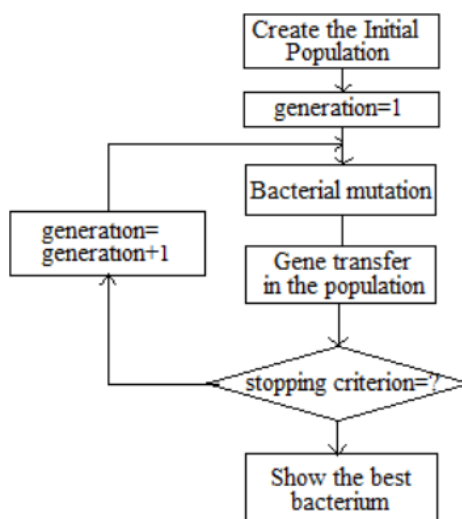 Create the Initial
Population
generation=1
Bacterial mutation
generation=
generation+1
Gene transfer
in the population
stopping criterion=?
Show the best
bacterium